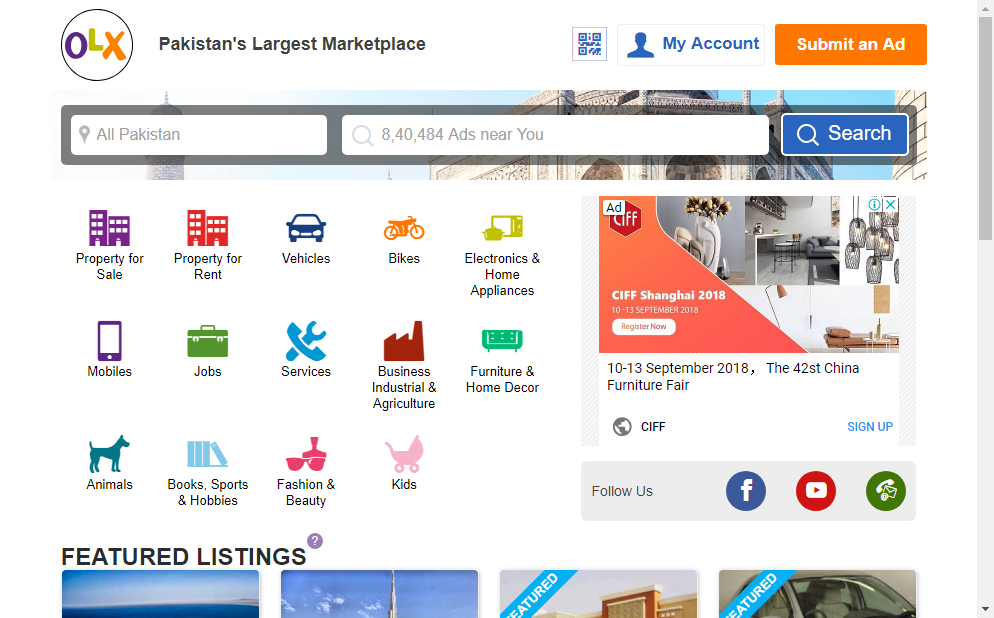 OLX
Pakistan's Largest Marketplace
My Account
Submit an Ad
All Pakistan
8,40,484 Ads near You
Search
Property for
Sale
Property for
Rent
Vehicles
Bikes
Electronics &
Home
Appliances
Mobiles
Jobs
Services
Business
Industrial &
Agriculture
Furniture &
Home Decor
Animals
Books, Sports
& Hobbies
Fashion &
Beauty
Kids
Ad
CIFF
CIFF Shanghai 2018
10 -13 SEPTEMBER 2018
Register Now
10-13 September 2018， The 42st China
Furniture Fair
CIFF
SIGN UP
Follow Us
f
FEATURED LISTINGS
?
FEATURED
FEATURED